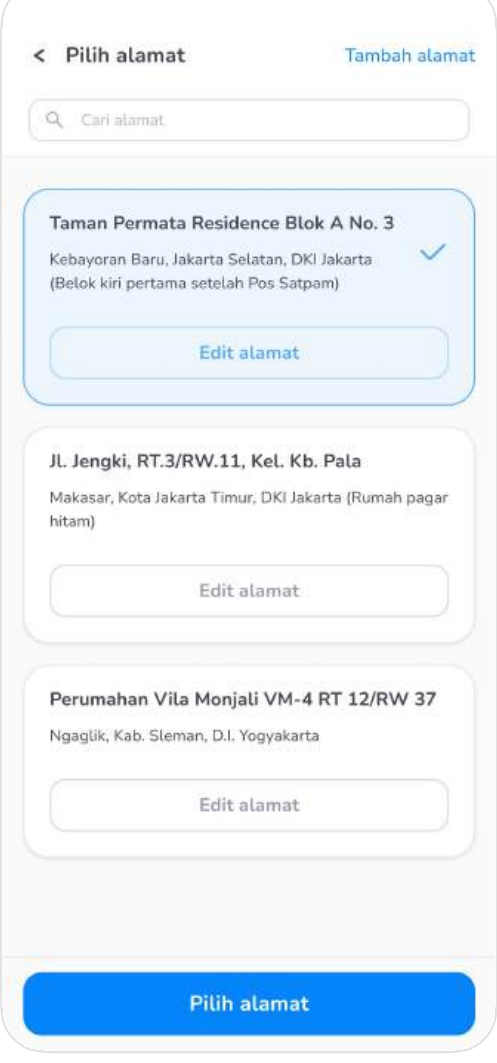 Pilih alamat
Tambah alamat
Cari alamat
Taman Permata Residence Blok A No. 3
Kebayoran Baru, Jakarta Selatan, DKI Jakarta
(Belok kiri pertama setelah Pos Satpam)
Edit alamat
Jl. Jengki, RT.3/RW.11, Kel. Kb. Pala
Makasar, Kota Jakarta Timur, DKI Jakarta (Rumah pagar
hitam)
Edit alamat
Perumahan Vila Monjali VM-4 RT 12/RW 37
Ngaglik, Kab. Sleman, D.I. Yogyakarta
Edit alamat
Pilih alamat